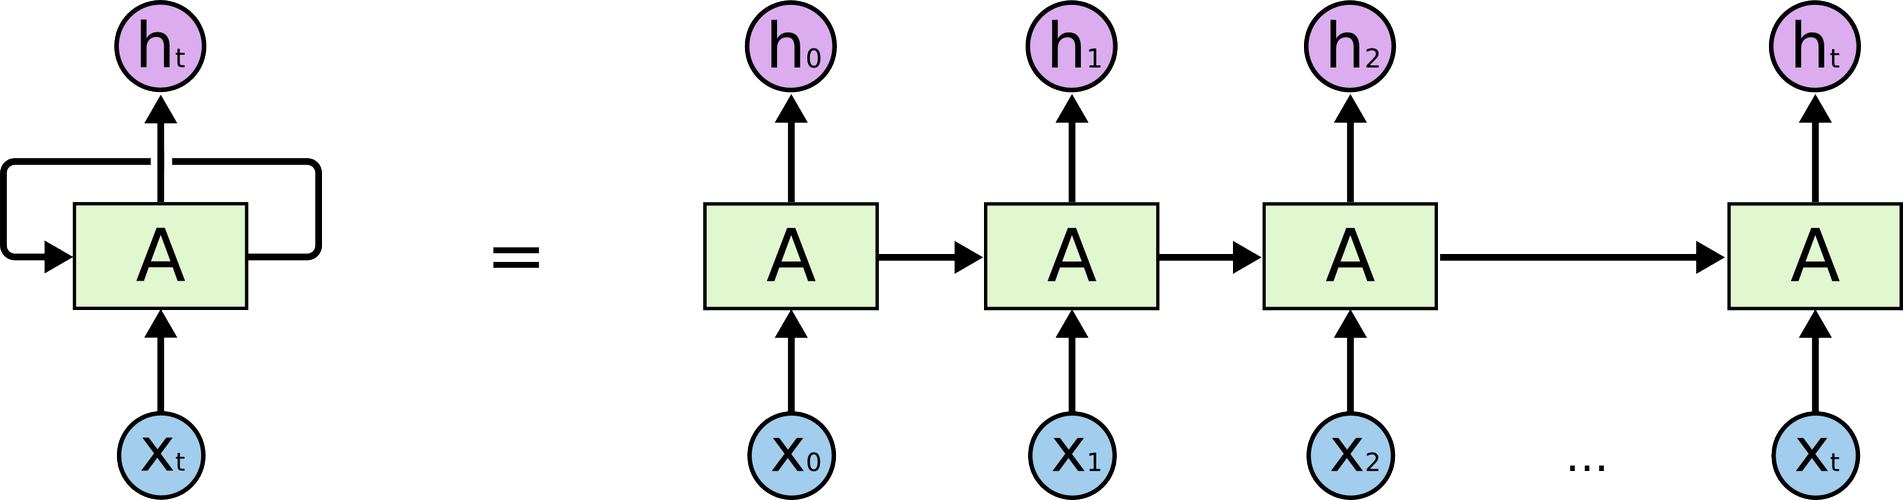 hₜ h₀ h₁ h₂ hₜ
A = A A A A
xₜ x₀ x₁ x₂ ... xₜ